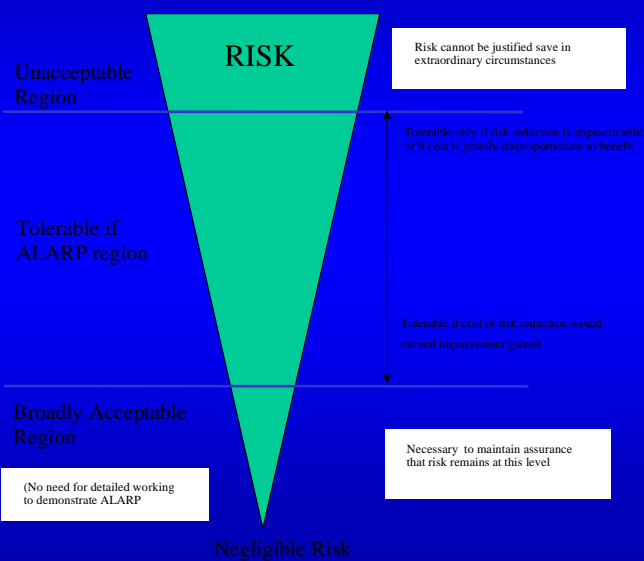 RISK
Risk cannot be justified save in
extraordinary circumstances
Unacceptable
Region
Tolerable only if risk reduction is impracticable
or if cost is grossly disproportionate to benefit
Tolerable if
ALARP region
Tolerable if cost of risk reduction would
exceed improvement gained
Broadly Acceptable
Region
Necessary to maintain assurance
that risk remains at this level
(No need for detailed working
to demonstrate ALARP
Negligible Risk